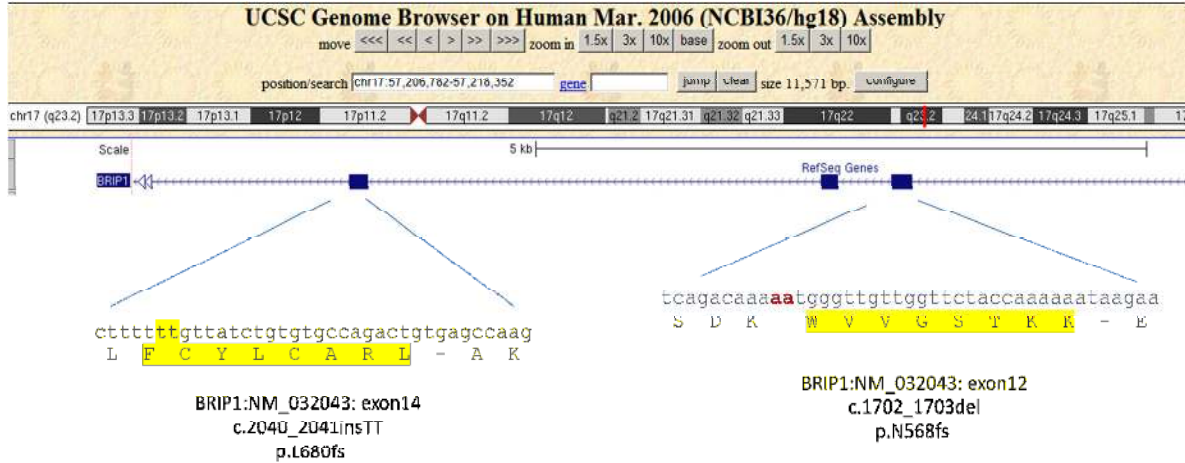 UCSC Genome Browser on Human Mar. 2006 (NCBI36/hg18) Assembly
move <<< << < > >> >>> zoom in 1.5x 3x 10x base zoom out 1.5x 3x 10x
position/search chr17:57,206,782-57,218,352 gene jump clear size 11,571 bp. configure
chr17 (q23.2) 17p13.3 17p13.2 17p13.1 17p12 17p11.2 17q11.2 17q12 q21.2 17q21.31 q21.32 q21.33 17q22 q23.2 24.1 17q24.2 17q24.3 17q25.1
Scale 5 kb
RefSeq Genes
BRIP1
tcagacaaaaaatgggttgttggttctaccaaaaaataagaa
S D K W V V G S T K K - E
cttttttgttatctgtgtgccagactgtgagccaag
L F C Y L C A R L - A K
BRIP1:NM_032043: exon12
c.1702_1703del
p.N568fs
BRIP1:NM_032043: exon14
c.2040_2041insTT
p.L680fs